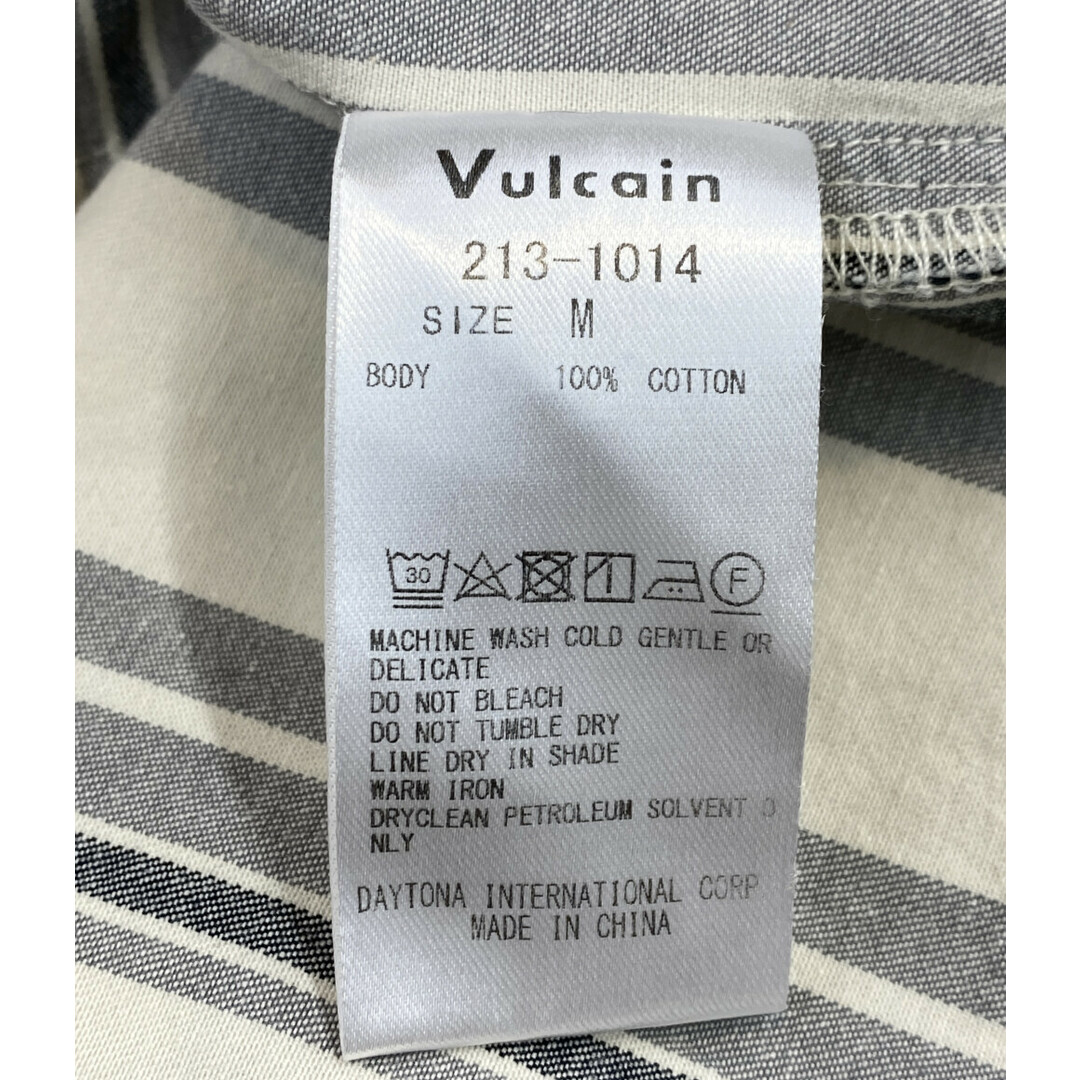 Vulcain
213-1014
SIZE M
BODY 100% COTTON
30 F
MACHINE WASH COLD GENTLE OR
DELICATE
DO NOT BLEACH
DO NOT TUMBLE DRY
LINE DRY IN SHADE
WARM IRON
DRYCLEAN PETROLEUM SOLVENT O
NLY
DAYTONA INTERNATIONAL CORP
MADE IN CHINA